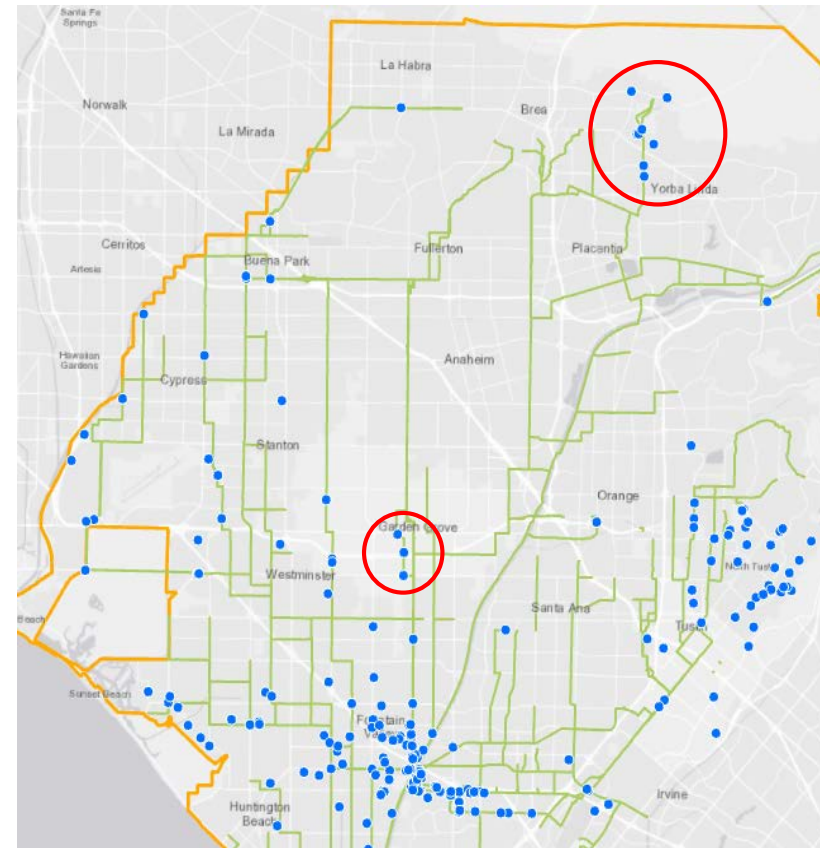 Santa Fe
Springs
La Habra
Norwalk
Brea
La Mirada
Yorba Linda
Cerritos
Fullerton
Placentia
Buena Park
Artesia
Hawaiian
Gardens
Anaheim
Cypress
Stanton
Orange
Garden Grove
North Tust
Westminster
Santa Ana
Beach
Tustin
Sunset Beach
Fountain
Valley
Irvine
Huntington
Beach